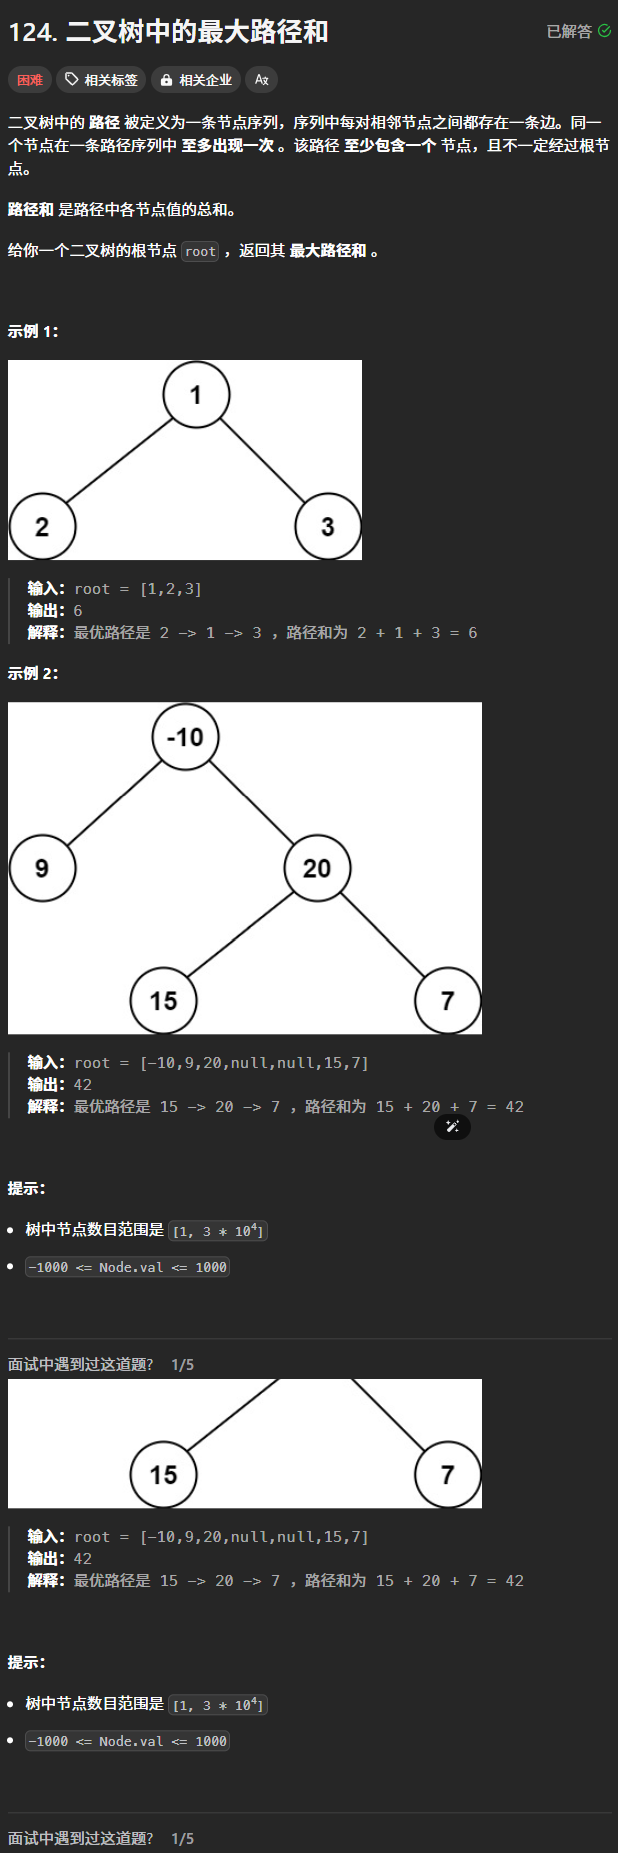 124. 二叉树中的最大路径和
已解答
困难 相关标签 相关企业
二叉树中的 路径 被定义为一条节点序列，序列中每对相邻节点之间都存在一条边。同一
个节点在一条路径序列中 至多出现一次 。该路径 至少包含一个 节点，且不一定经过根节
点。
路径和 是路径中各节点值的总和。
给你一个二叉树的根节点 root ，返回其 最大路径和 。
示例 1：
1
2 3
输入：root = [1,2,3]
输出：6
解释：最优路径是 2 -> 1 -> 3 ，路径和为 2 + 1 + 3 = 6
示例 2：
-10
9 20
15 7
输入：root = [-10,9,20,null,null,15,7]
输出：42
解释：最优路径是 15 -> 20 -> 7 ，路径和为 15 + 20 + 7 = 42
提示：
• 树中节点数目范围是 [1, 3 * 10⁴]
• -1000 <= Node.val <= 1000
面试中遇到过这道题? 1/5
15 7
输入：root = [-10,9,20,null,null,15,7]
输出：42
解释：最优路径是 15 -> 20 -> 7 ，路径和为 15 + 20 + 7 = 42
提示：
• 树中节点数目范围是 [1, 3 * 10⁴]
• -1000 <= Node.val <= 1000
面试中遇到过这道题? 1/5